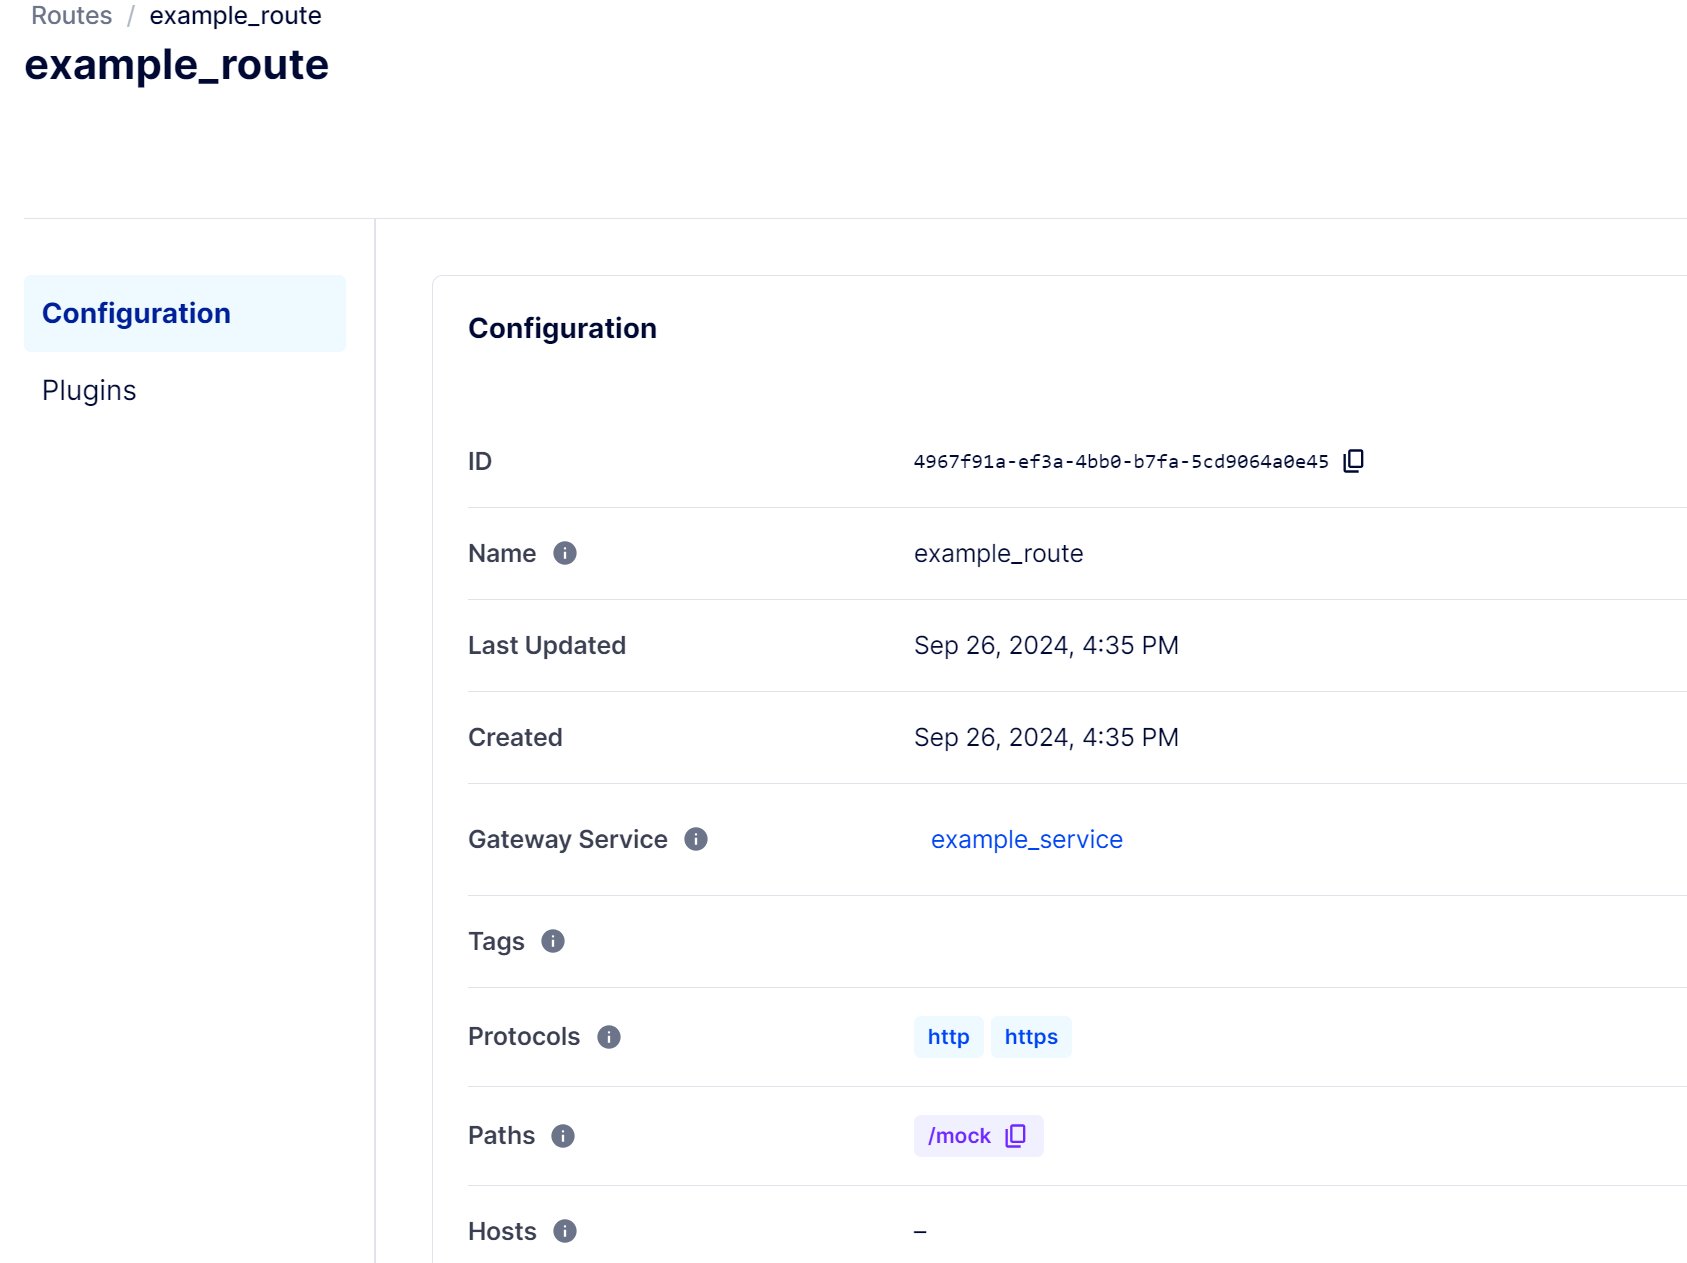 Routes / example_route
example_route
Configuration
Plugins
Configuration
ID 4967f91a-ef3a-4bb0-b7fa-5cd9064a0e45
Name example_route
Last Updated Sep 26, 2024, 4:35 PM
Created Sep 26, 2024, 4:35 PM
Gateway Service example_service
Tags
Protocols http https
Paths /mock
Hosts –